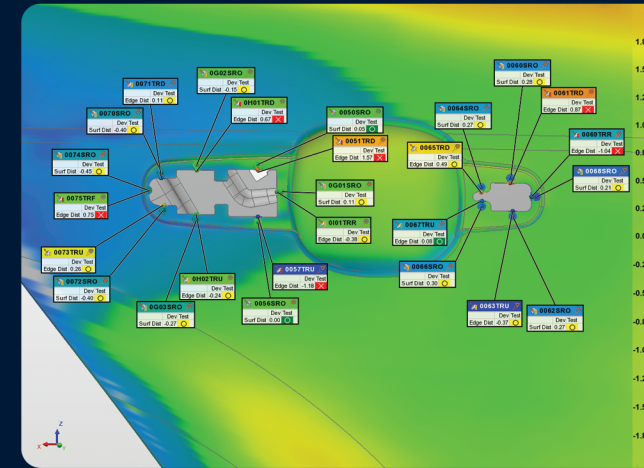 0071TRD
Dev Test
Edge Dist 0.11
0G02SRO
Dev Test
Surf Dist -0.15
0H01TRD
Dev Test
Edge Dist 0.67
0070SRO
Dev Test
Surf Dist -0.40
0050SRO
Dev Test
Surf Dist 0.05
0051TRD
Dev Test
Edge Dist 1.57
0074SRO
Dev Test
Surf Dist -0.45
0G01SRO
Dev Test
Surf Dist 0.11
0075TRF
Dev Test
Edge Dist 0.79
0I01TRR
Dev Test
Edge Dist -0.38
0073TRU
Dev Test
Edge Dist 0.26
0072SRO
Dev Test
Surf Dist -0.40
0H02TRU
Dev Test
Edge Dist -0.24
0057TRU
Dev Test
Edge Dist -1.18
0G03SRO
Dev Test
Surf Dist -0.27
0056SRO
Dev Test
Surf Dist 0.00
0060SRO
Dev Test
Surf Dist 0.28
0061TRD
Dev Test
Edge Dist 0.87
0064SRO
Dev Test
Surf Dist 0.27
0069TRR
Dev Test
Edge Dist -1.04
0065TRD
Dev Test
Edge Dist 0.49
0068SRO
Dev Test
Surf Dist 0.21
0067TRU
Dev Test
Edge Dist 0.08
0066SRO
Dev Test
Surf Dist 0.30
0063TRU
Dev Test
Edge Dist -0.37
0062SRO
Dev Test
Surf Dist 0.27
Z
X
Y